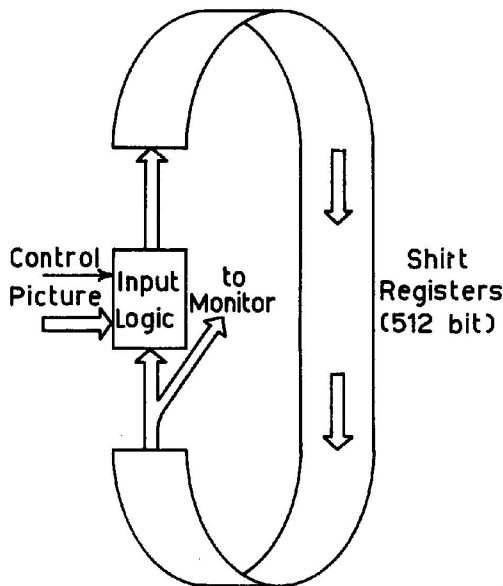 Control
Picture
Input
Logic
to
Monitor
Shirt
Registers
(512 bit)